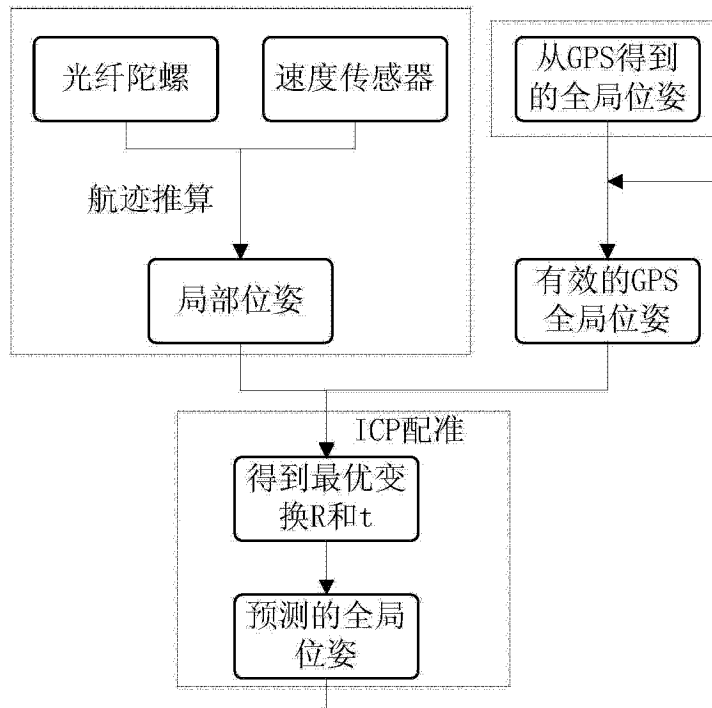 光纤陀螺
速度传感器
从GPS得到
的全局位姿
航迹推算
局部位姿
有效的GPS
全局位姿
ICP配准
得到最优变
换R和t
预测的全局
位姿